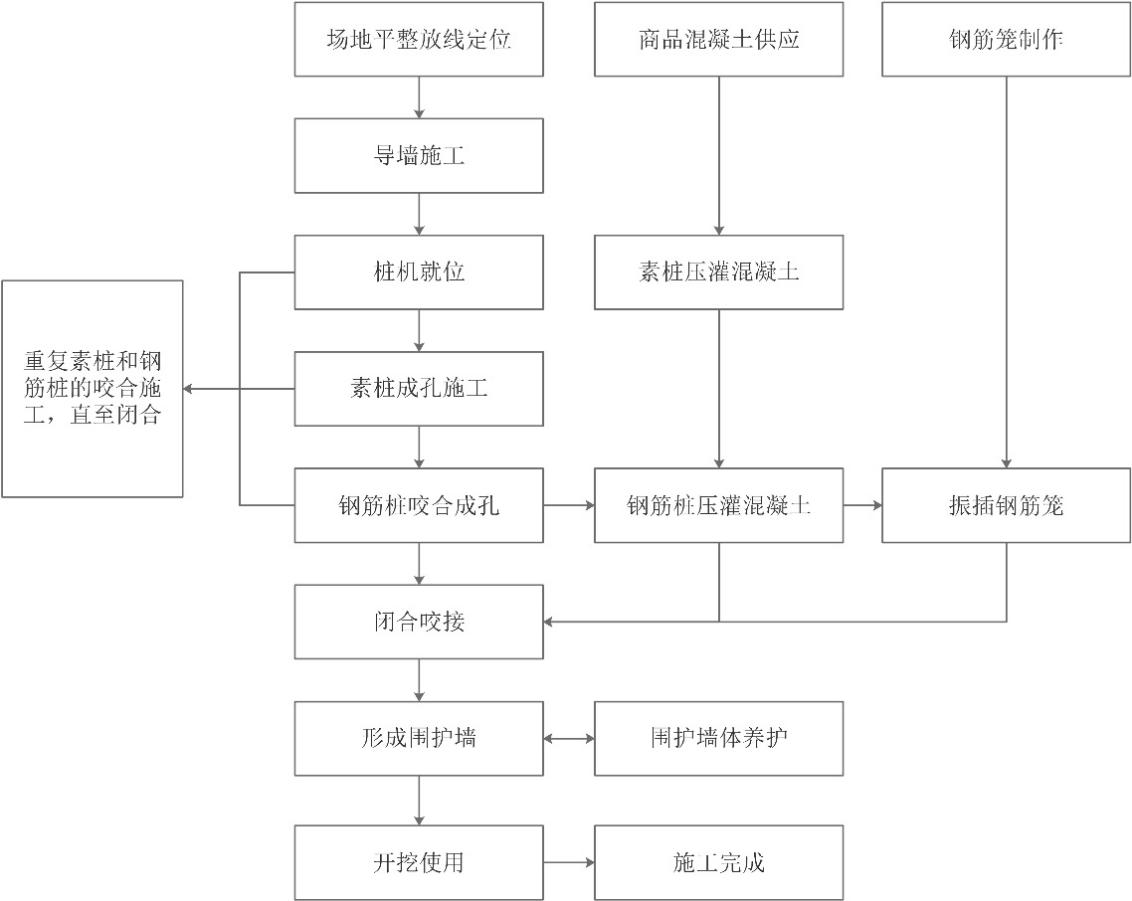 场地平整放线定位
商品混凝土供应
钢筋笼制作
导墙施工
桩机就位
素桩压灌混凝土
重复素桩和钢
筋桩的咬合施
工，直至闭合
素桩成孔施工
钢筋桩咬合成孔
钢筋桩压灌混凝土
振插钢筋笼
闭合咬接
形成围护墙
围护墙体养护
开挖使用
施工完成